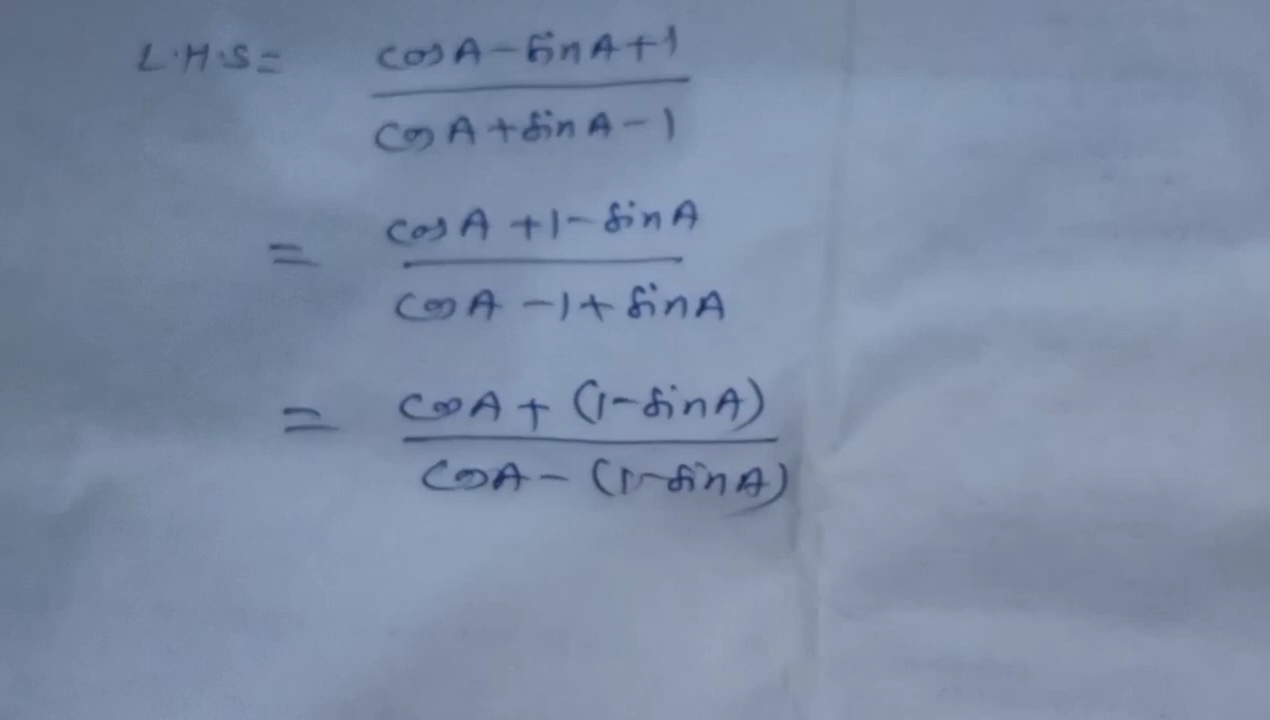 L.H.S = cosA - sinA + 1
cosA + sinA - 1
= cosA + 1 - sinA
cosA - 1 + sinA
= cosA + (1 - sinA)
cosA - (1 - sinA)